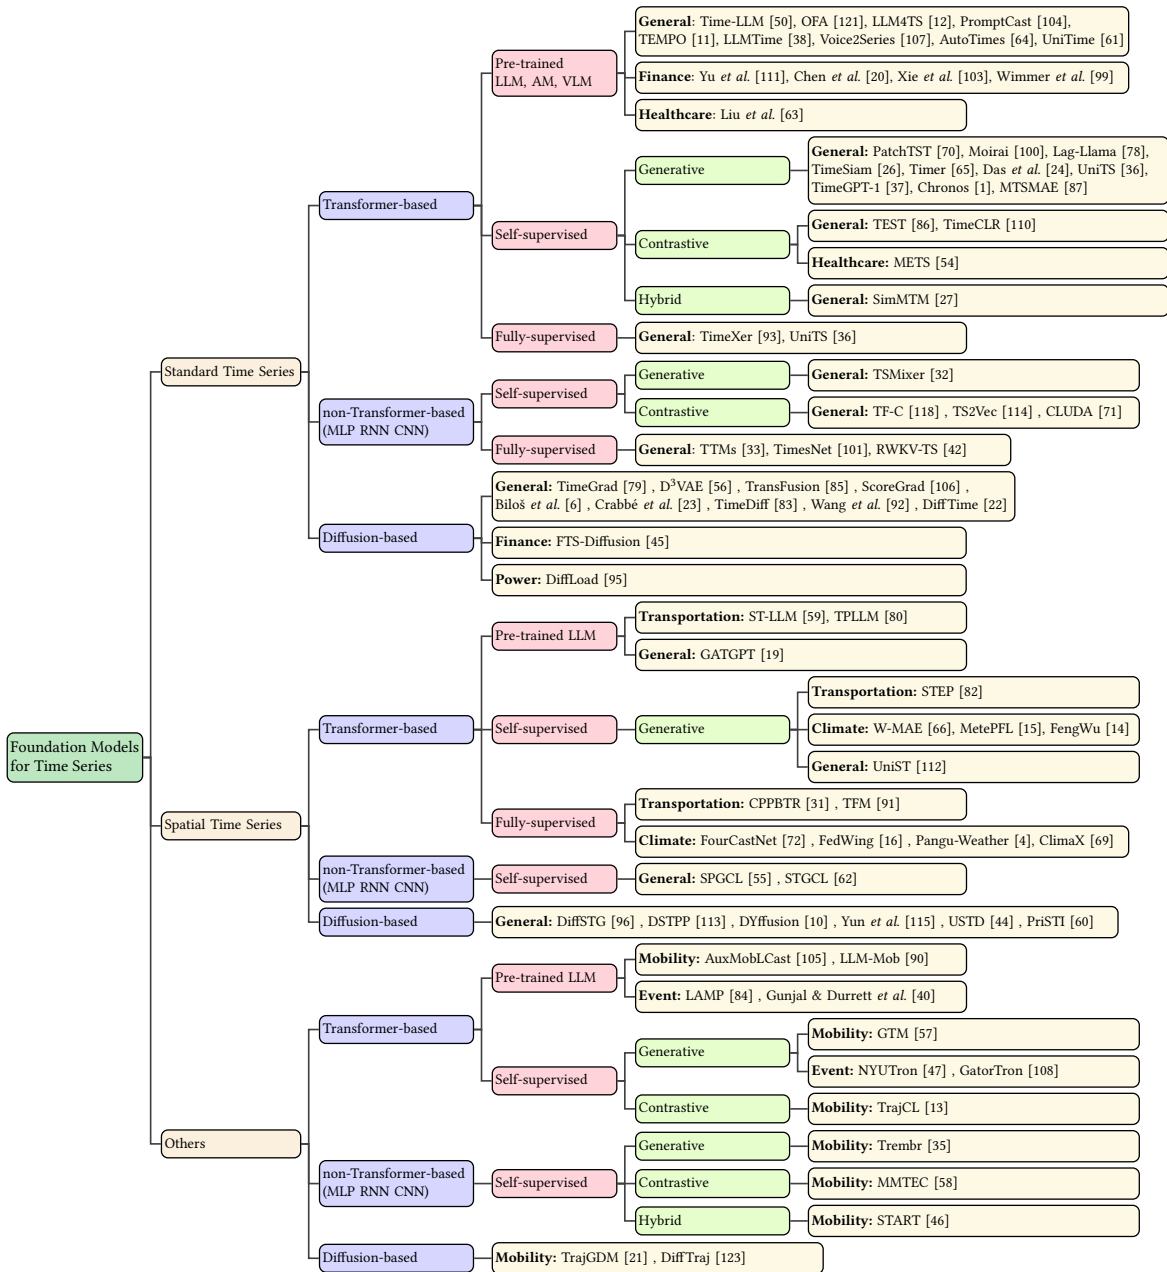 Foundation Models
for Time Series
Standard Time Series
Transformer-based
Pre-trained
LLM, AM, VLM
General: Time-LLM [50], OFA [121], LLM4TS [12], PromptCast [104],
TEMPO [11], LLMTime [38], Voice2Series [107], AutoTimes [64], UniTime [61]
Finance: Yu et al. [111], Chen et al. [20], Xie et al. [103], Wimmer et al. [99]
Healthcare: Liu et al. [63]
Self-supervised
Generative
General: PatchTST [70], Moirai [100], Lag-Llama [78],
TimeSiam [26], Timer [65], Das et al. [24], UniTS [36],
TimeGPT-1 [37], Chronos [1], MTSMAE [87]
Contrastive
General: TEST [86], TimeCLR [110]
Healthcare: METS [54]
Hybrid
General: SimMTM [27]
Fully-supervised
General: TimeXer [93], UniTS [36]
non-Transformer-based
(MLP RNN CNN)
Self-supervised
Generative
General: TSMixer [32]
Contrastive
General: TF-C [118] , TS2Vec [114] , CLUDA [71]
Fully-supervised
General: TTMs [33], TimesNet [101], RWKV-TS [42]
Diffusion-based
General: TimeGrad [79] , D³VAE [56] , TransFusion [85] , ScoreGrad [106] ,
Biloš et al. [6] , Crabbé et al. [23] , TimeDiff [83] , Wang et al. [92] , DiffTime [22]
Finance: FTS-Diffusion [45]
Power: DiffLoad [95]
Spatial Time Series
Transformer-based
Pre-trained LLM
Transportation: ST-LLM [59], TPLLM [80]
General: GATGPT [19]
Self-supervised
Generative
Transportation: STEP [82]
Climate: W-MAE [66], MetePFL [15], FengWu [14]
General: UniST [112]
Fully-supervised
Transportation: CPPBTR [31] , TFM [91]
Climate: FourCastNet [72] , FedWing [16] , Pangu-Weather [4], ClimaX [69]
non-Transformer-based
(MLP RNN CNN)
Self-supervised
General: SPGCL [55] , STGCL [62]
Diffusion-based
General: DiffSTG [96] , DSTPP [113] , DYffusion [10] , Yun et al. [115] , USTD [44] , PriSTI [60]
Others
Transformer-based
Pre-trained LLM
Mobility: AuxMobLCast [105] , LLM-Mob [90]
Event: LAMP [84] , Gunjal & Durrett et al. [40]
Self-supervised
Generative
Mobility: GTM [57]
Event: NYUTron [47] , GatorTron [108]
Contrastive
Mobility: TrajCL [13]
non-Transformer-based
(MLP RNN CNN)
Self-supervised
Generative
Mobility: Trembr [35]
Contrastive
Mobility: MMTEC [58]
Hybrid
Mobility: START [46]
Diffusion-based
Mobility: TrajGDM [21] , DiffTraj [123]